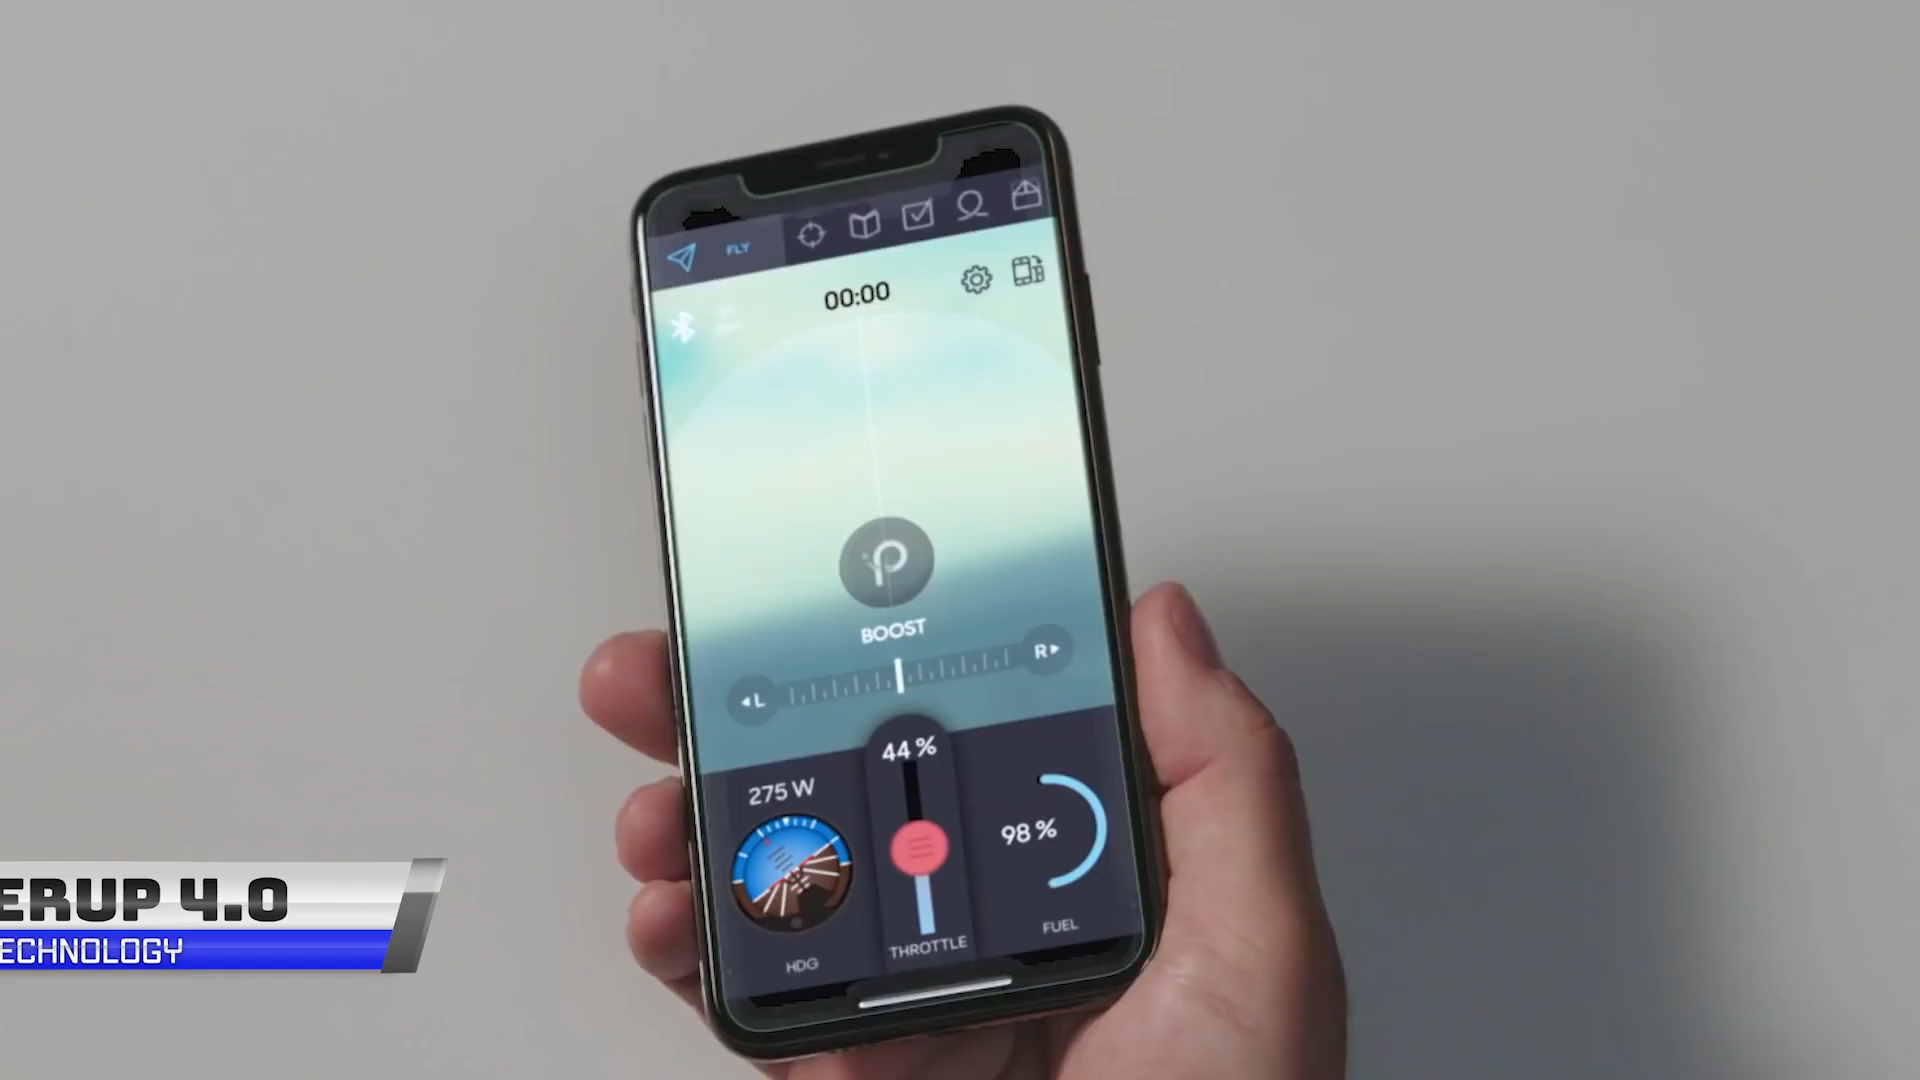 FLY
00:00
BOOST
L
R
44 %
275 W
98 %
HDG
THROTTLE
FUEL
ERUP 4.0
ECHNOLOGY